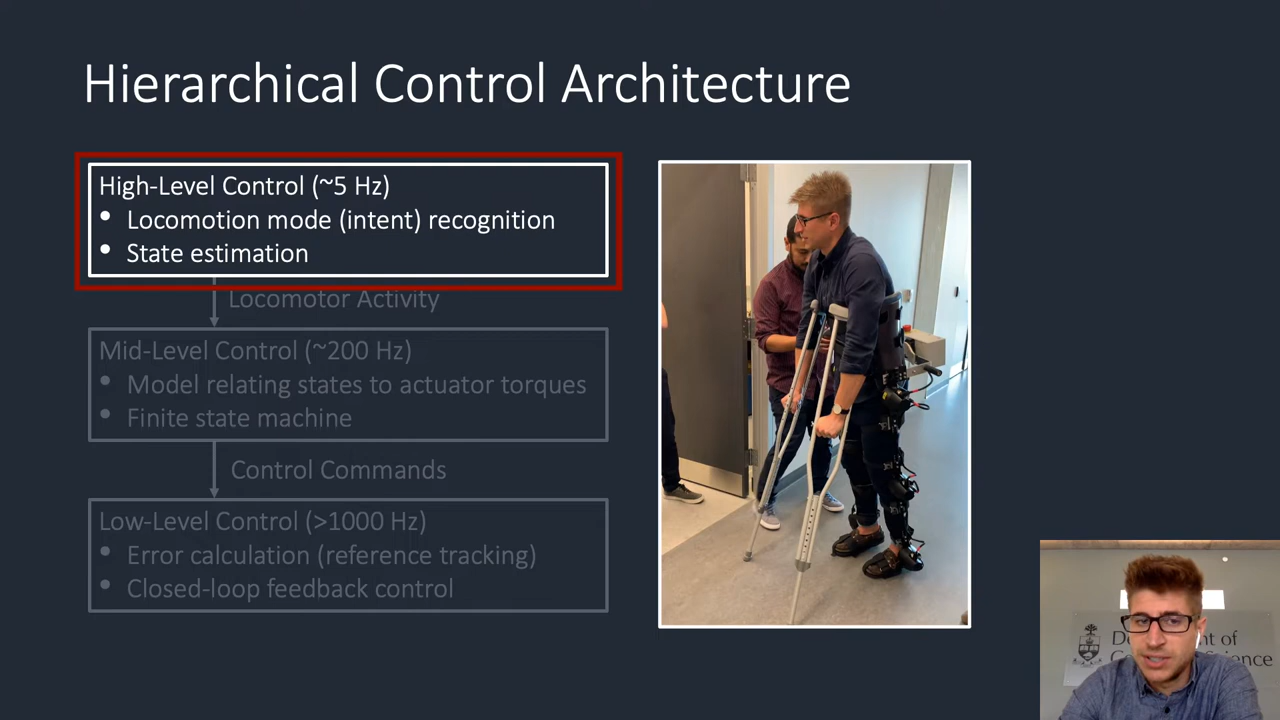 Hierarchical Control Architecture
High-Level Control (~5 Hz)
• Locomotion mode (intent) recognition
• State estimation
Locomotor Activity
Mid-Level Control (~200 Hz)
• Model relating states to actuator torques
• Finite state machine
Control Commands
Low-Level Control (>1000 Hz)
• Error calculation (reference tracking)
• Closed-loop feedback control
of
Science